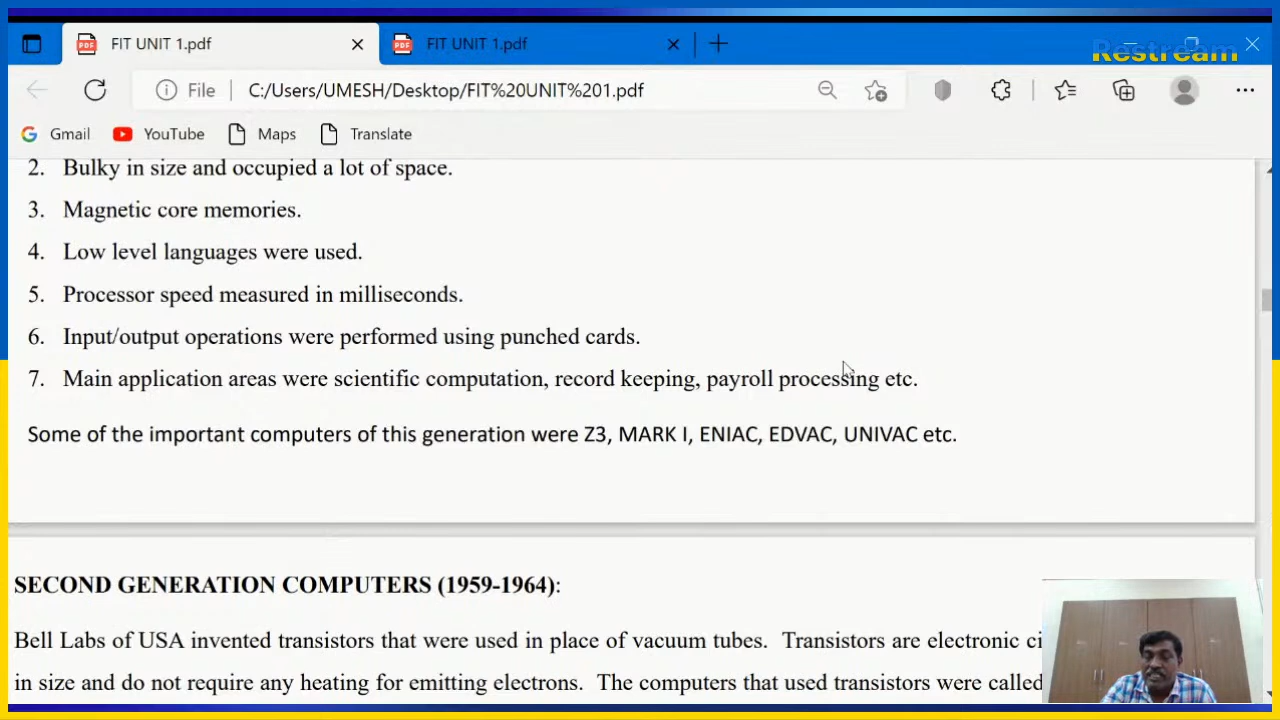 FIT UNIT 1.pdf
FIT UNIT 1.pdf
Restream
File
C:/Users/UMESH/Desktop/FIT%20UNIT%201.pdf
Gmail
YouTube
Maps
Translate
2. Bulky in size and occupied a lot of space.
3. Magnetic core memories.
4. Low level languages were used.
5. Processor speed measured in milliseconds.
6. Input/output operations were performed using punched cards.
7. Main application areas were scientific computation, record keeping, payroll processing etc.
Some of the important computers of this generation were Z3, MARK I, ENIAC, EDVAC, UNIVAC etc.
SECOND GENERATION COMPUTERS (1959-1964):
Bell Labs of USA invented transistors that were used in place of vacuum tubes. Transistors are electronic ci
in size and do not require any heating for emitting electrons. The computers that used transistors were called